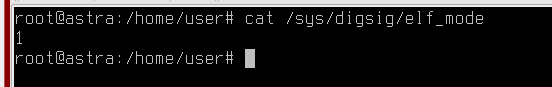 root@astra:/home/user# cat /sys/digsig/elf_mode
1
root@astra:/home/user#